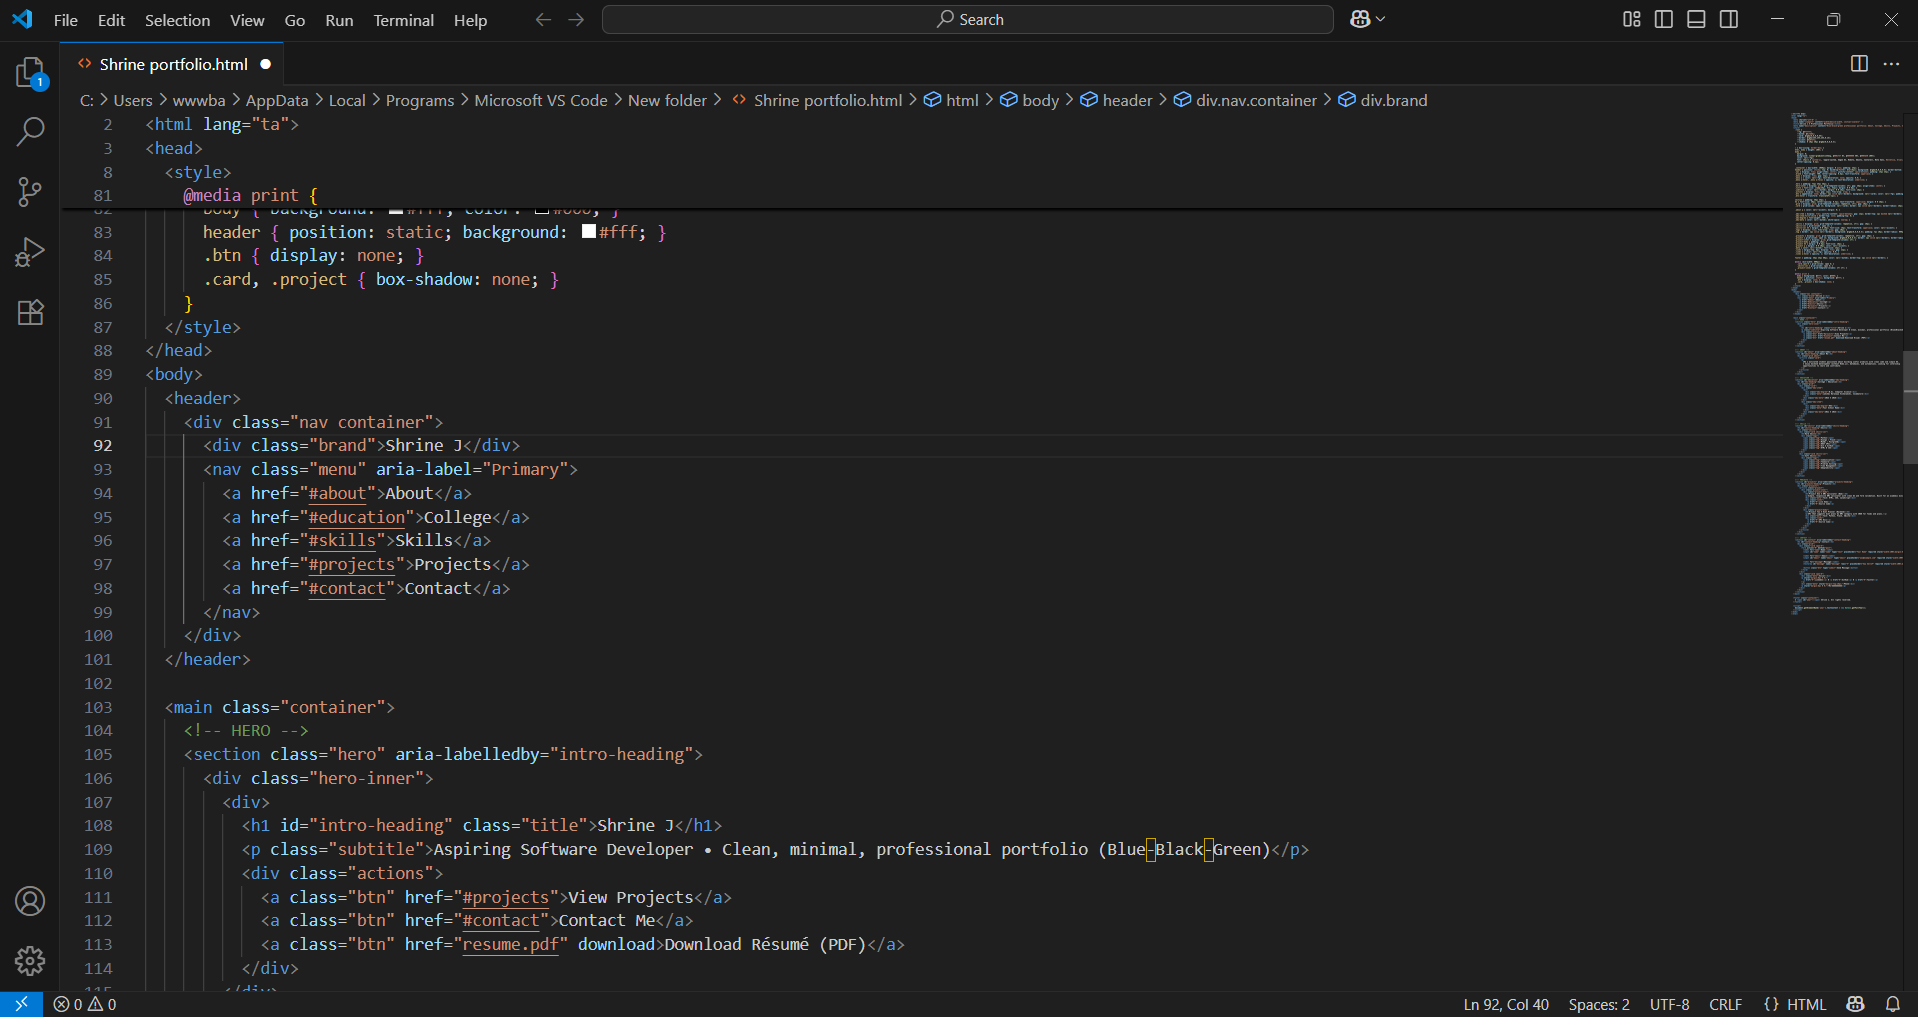 File Edit Selection View Go Run Terminal Help
Search
Shrine portfolio.html
1
C: > Users > wwwba > AppData > Local > Programs > Microsoft VS Code > New folder > Shrine portfolio.html > html > body > header > div.nav.container > div.brand
2 <html lang="ta">
3 <head>
8 <style>
81 @media print {
82 body { background: #fff; color: #000; }
83 header { position: static; background: #fff; }
84 .btn { display: none; }
85 .card, .project { box-shadow: none; }
86 }
87 </style>
88 </head>
89 <body>
90 <header>
91 <div class="nav container">
92 <div class="brand">Shrine J</div>
93 <nav class="menu" aria-label="Primary">
94 <a href="#about">About</a>
95 <a href="#education">College</a>
96 <a href="#skills">Skills</a>
97 <a href="#projects">Projects</a>
98 <a href="#contact">Contact</a>
99 </nav>
100 </div>
101 </header>
102
103 <main class="container">
104 <!-- HERO -->
105 <section class="hero" aria-labelledby="intro-heading">
106 <div class="hero-inner">
107 <div>
108 <h1 id="intro-heading" class="title">Shrine J</h1>
109 <p class="subtitle">Aspiring Software Developer • Clean, minimal, professional portfolio (Blue-Black-Green)</p>
110 <div class="actions">
111 <a class="btn" href="#projects">View Projects</a>
112 <a class="btn" href="#contact">Contact Me</a>
113 <a class="btn" href="resume.pdf" download>Download Résumé (PDF)</a>
114 </div>
115 </div>
0 0
Ln 92, Col 40 Spaces: 2 UTF-8 CRLF {} HTML